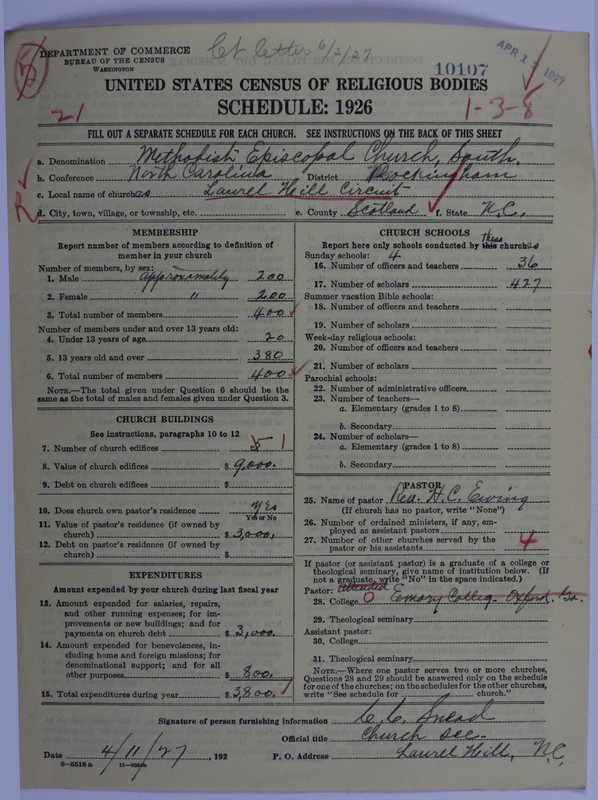 5
DEPARTMENT OF COMMERCE
BUREAU OF THE CENSUS
WASHINGTON
letter 6/2/27
10107
APR 1 1927
UNITED STATES CENSUS OF RELIGIOUS BODIES
21
SCHEDULE: 1926
1-3-8
FILL OUT A SEPARATE SCHEDULE FOR EACH CHURCH. SEE INSTRUCTIONS ON THE BACK OF THIS SHEET
a. Denomination Methodist Episcopal Church, South.
b. Conference North Carolina District Rockingham
c. Local name of churches Laurel Hill Circuit
d. City, town, village, or township, etc. e. County Scotland f. State N.C.
MEMBERSHIP
Report number of members according to definition of
member in your church
Number of members, by sex:
1. Male approximately 200
2. Female " 200
3. Total number of members 400
Number of members under and over 13 years old:
4. Under 13 years of age 20
5. 13 years old and over 380
6. Total number of members 400
NOTE.—The total given under Question 6 should be the
same as the total of males and females given under Question 3.
CHURCH BUILDINGS
See instructions, paragraphs 10 to 12
7. Number of church edifices 5 1
8. Value of church edifices $ 9,000.
9. Debt on church edifices $
10. Does church own pastor's residence yes
Yes or No
11. Value of pastor's residence (if owned by
church) $ 3,000.
12. Debt on pastor's residence (if owned by
church) $
EXPENDITURES
Amount expended by your church during last fiscal year
13. Amount expended for salaries, repairs,
and other running expenses; for im-
provements or new buildings; and for
payments on church debt $ 3,000.
14. Amount expended for benevolences, in-
cluding home and foreign missions; for
denominational support; and for all
other purposes $ 800.
15. Total expenditures during year $ 3,800.
CHURCH SCHOOLS
Report here only schools conducted by this these churches
Sunday schools: 4
16. Number of officers and teachers 36
17. Number of scholars 427
Summer vacation Bible schools:
18. Number of officers and teachers
19. Number of scholars
Week-day religious schools:
20. Number of officers and teachers
21. Number of scholars
Parochial schools:
22. Number of administrative officers
23. Number of teachers—
a. Elementary (grades 1 to 8)
b. Secondary
24. Number of scholars—
a. Elementary (grades 1 to 8)
b. Secondary
PASTOR
25. Name of pastor Rev. H. C. Ewing
(If church has no pastor, write "None")
26. Number of ordained ministers, if any, em-
ployed as assistant pastors
27. Number of other churches served by the
pastor or his assistants 4
If pastor (or assistant pastor) is a graduate of a college or
theological seminary, give name of institution below. (If
not a graduate, write "No" in the space indicated.)
Pastor: attended
28. College O Emory College Oxford, Ga.
29. Theological seminary
Assistant pastor:
30. College
31. Theological seminary
NOTE.—Where one pastor serves two or more churches,
Questions 28 and 29 should be answered only on the schedule
for one of the churches; on the schedules for the other churches,
write "See schedule for church."
Signature of person furnishing information C. C. Snead
Official title Church Sec.
Date 4/11/27, 192 P. O. Address Laurel Hill, N.C.